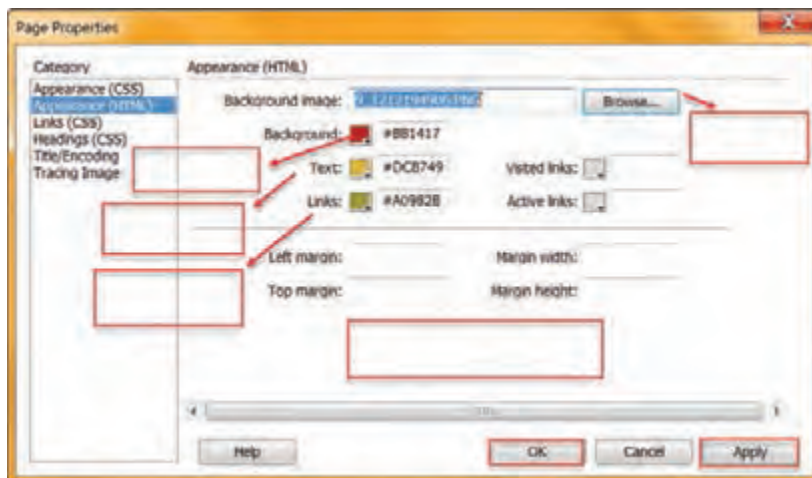 Page Properties
Category
Appearance (CSS)
Appearance (HTML)
Links (CSS)
Headings (CSS)
Title/Encoding
Tracing Image
Appearance (HTML)
Background image:
Browse...
Background: #BB1417
Text: #DCB749 Visited links:
Links: #A0982B Active links:
Left margin: Margin width:
Top margin: Margin height:
Help OK Cancel Apply